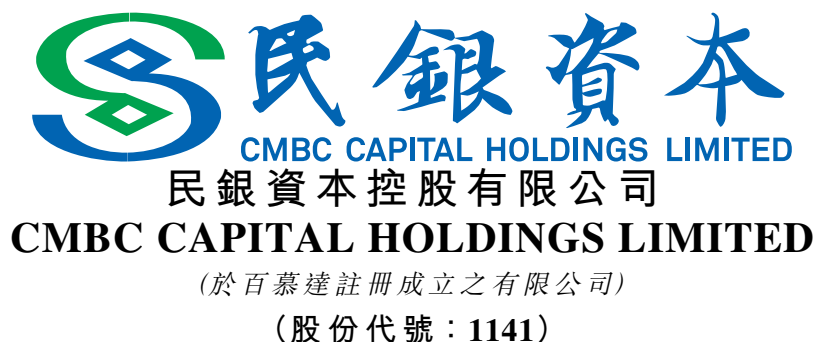 民銀資本
CMBC CAPITAL HOLDINGS LIMITED
民銀資本控股有限公司
CMBC CAPITAL HOLDINGS LIMITED
(於百慕達註冊成立之有限公司)
（股份代號：1141）